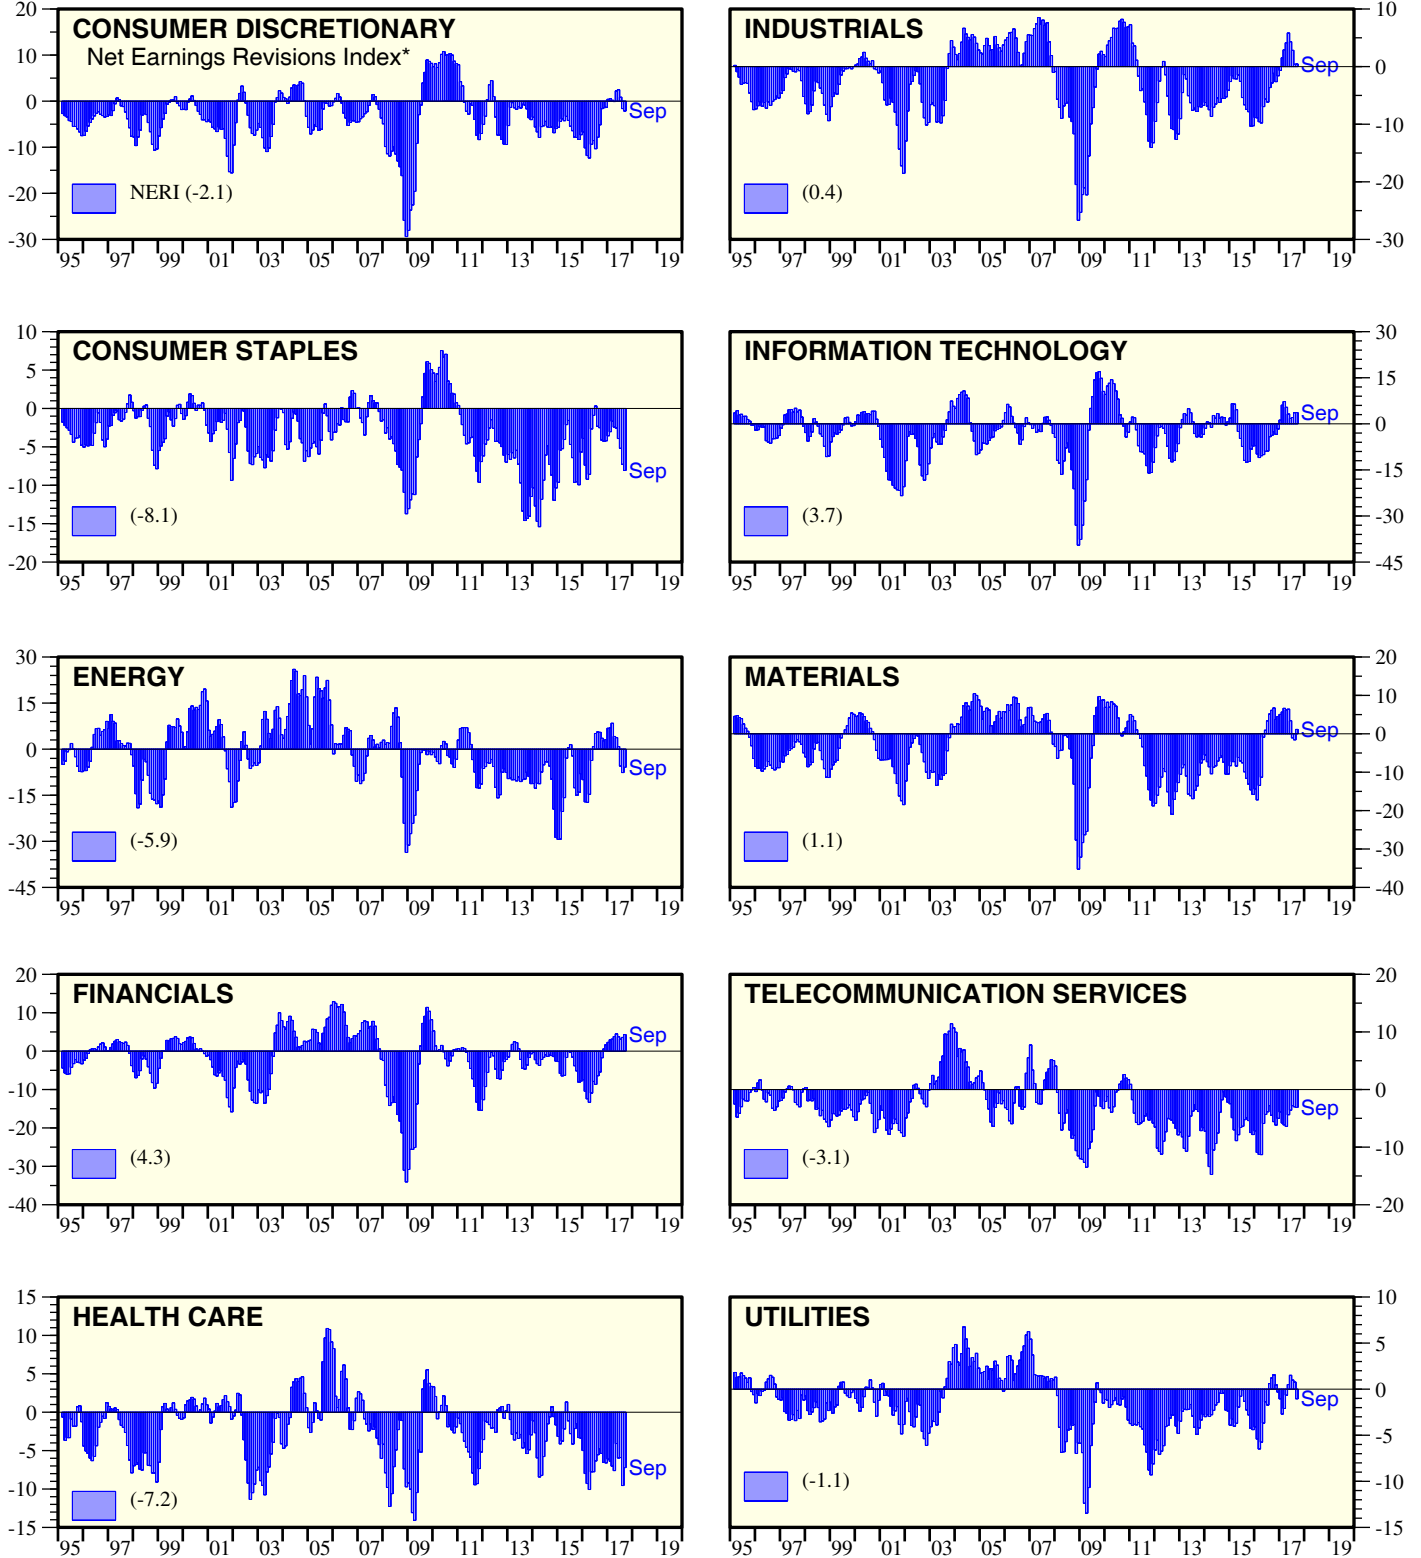 CONSUMER DISCRETIONARY
Net Earnings Revisions Index*
20
10
0
-10
-20
-30
Sep
NERI (-2.1)
95 97 99 01 03 05 07 09 11 13 15 17 19
INDUSTRIALS
10
0
-10
-20
-30
Sep
(0.4)
95 97 99 01 03 05 07 09 11 13 15 17 19
CONSUMER STAPLES
10
5
0
-5
-10
-15
-20
Sep
(-8.1)
95 97 99 01 03 05 07 09 11 13 15 17 19
INFORMATION TECHNOLOGY
30
15
0
-15
-30
-45
Sep
(3.7)
95 97 99 01 03 05 07 09 11 13 15 17 19
ENERGY
30
15
0
-15
-30
-45
Sep
(-5.9)
95 97 99 01 03 05 07 09 11 13 15 17 19
MATERIALS
20
10
0
-10
-20
-30
-40
Sep
(1.1)
95 97 99 01 03 05 07 09 11 13 15 17 19
FINANCIALS
20
10
0
-10
-20
-30
-40
Sep
(4.3)
95 97 99 01 03 05 07 09 11 13 15 17 19
TELECOMMUNICATION SERVICES
20
10
0
-10
-20
Sep
(-3.1)
95 97 99 01 03 05 07 09 11 13 15 17 19
HEALTH CARE
15
10
5
0
-5
-10
-15
Sep
(-7.2)
95 97 99 01 03 05 07 09 11 13 15 17 19
UTILITIES
10
5
0
-5
-10
-15
Sep
(-1.1)
95 97 99 01 03 05 07 09 11 13 15 17 19